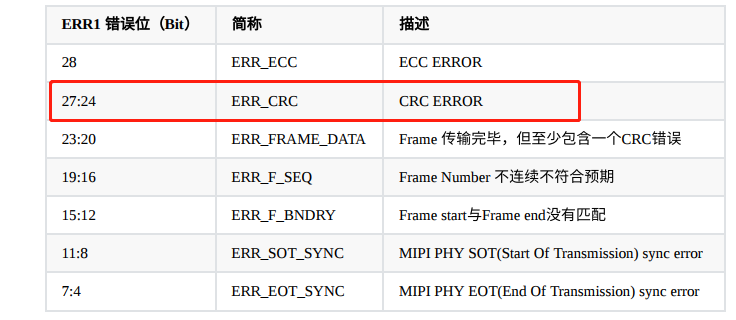 ERR1 错误位（Bit） 简称 描述
28 ERR_ECC ECC ERROR
27:24 ERR_CRC CRC ERROR
23:20 ERR_FRAME_DATA Frame 传输完毕，但至少包含一个CRC错误
19:16 ERR_F_SEQ Frame Number 不连续不符合预期
15:12 ERR_F_BNDRY Frame start与Frame end没有匹配
11:8 ERR_SOT_SYNC MIPI PHY SOT(Start Of Transmission) sync error
7:4 ERR_EOT_SYNC MIPI PHY EOT(End Of Transmission) sync error